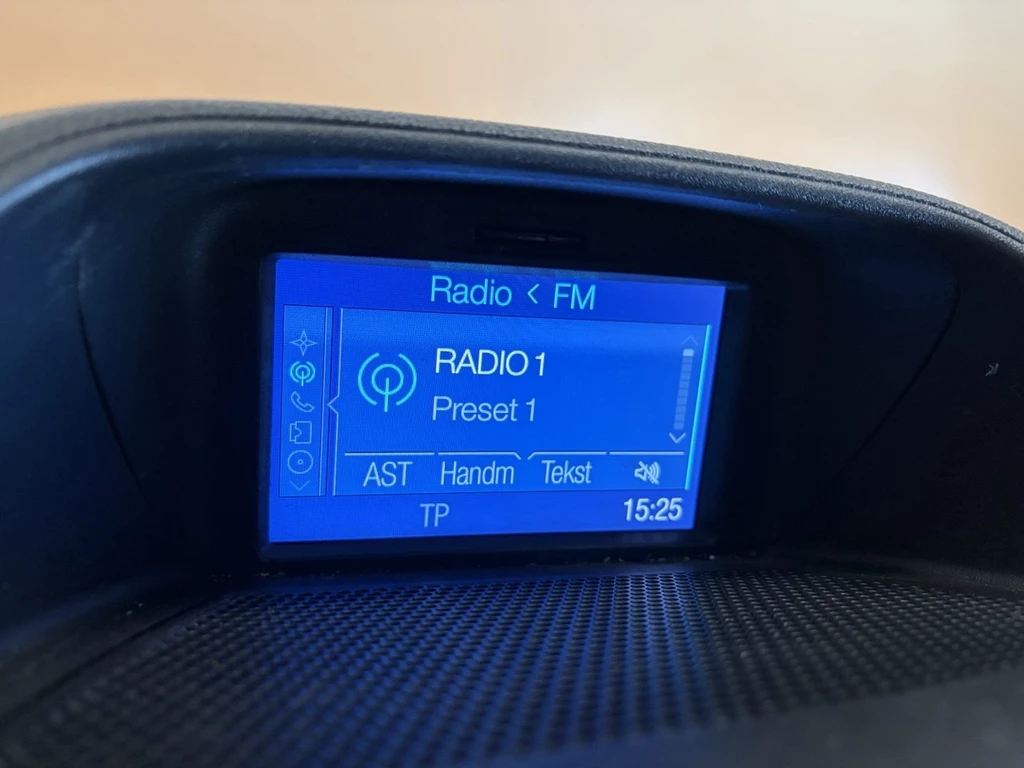 Radio < FM
RADIO 1
Preset 1
AST Handm Tekst
TP 15:25